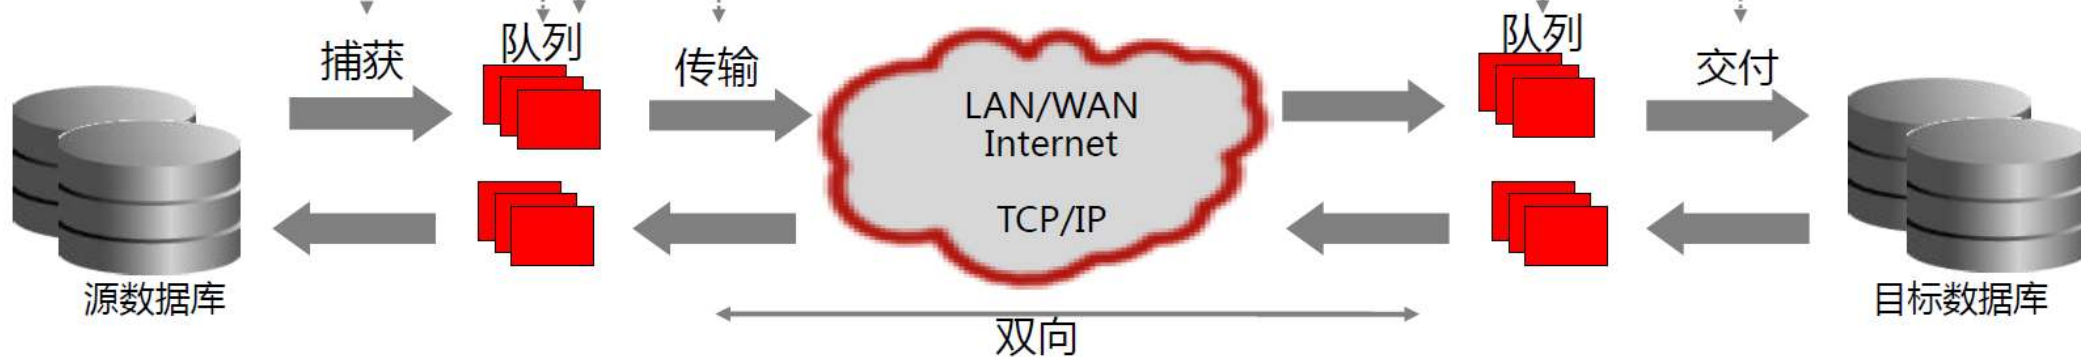 捕获
队列
传输
LAN/WAN
Internet
TCP/IP
队列
交付
源数据库
双向
目标数据库